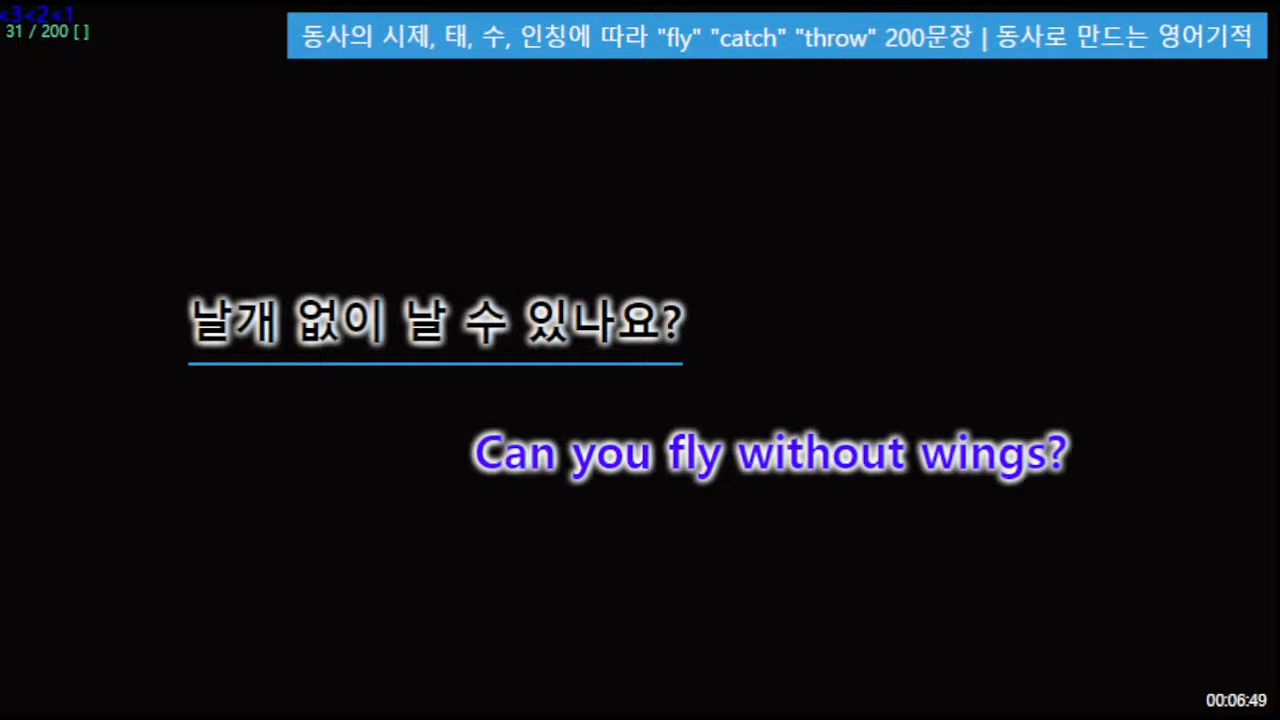 <3<2<1
31 / 200 [ ]
동사의 시제, 태, 수, 인칭에 따라 "fly" "catch" "throw" 200문장 | 동사로 만드는 영어기적
날개 없이 날 수 있나요?
Can you fly without wings?
00:06:49